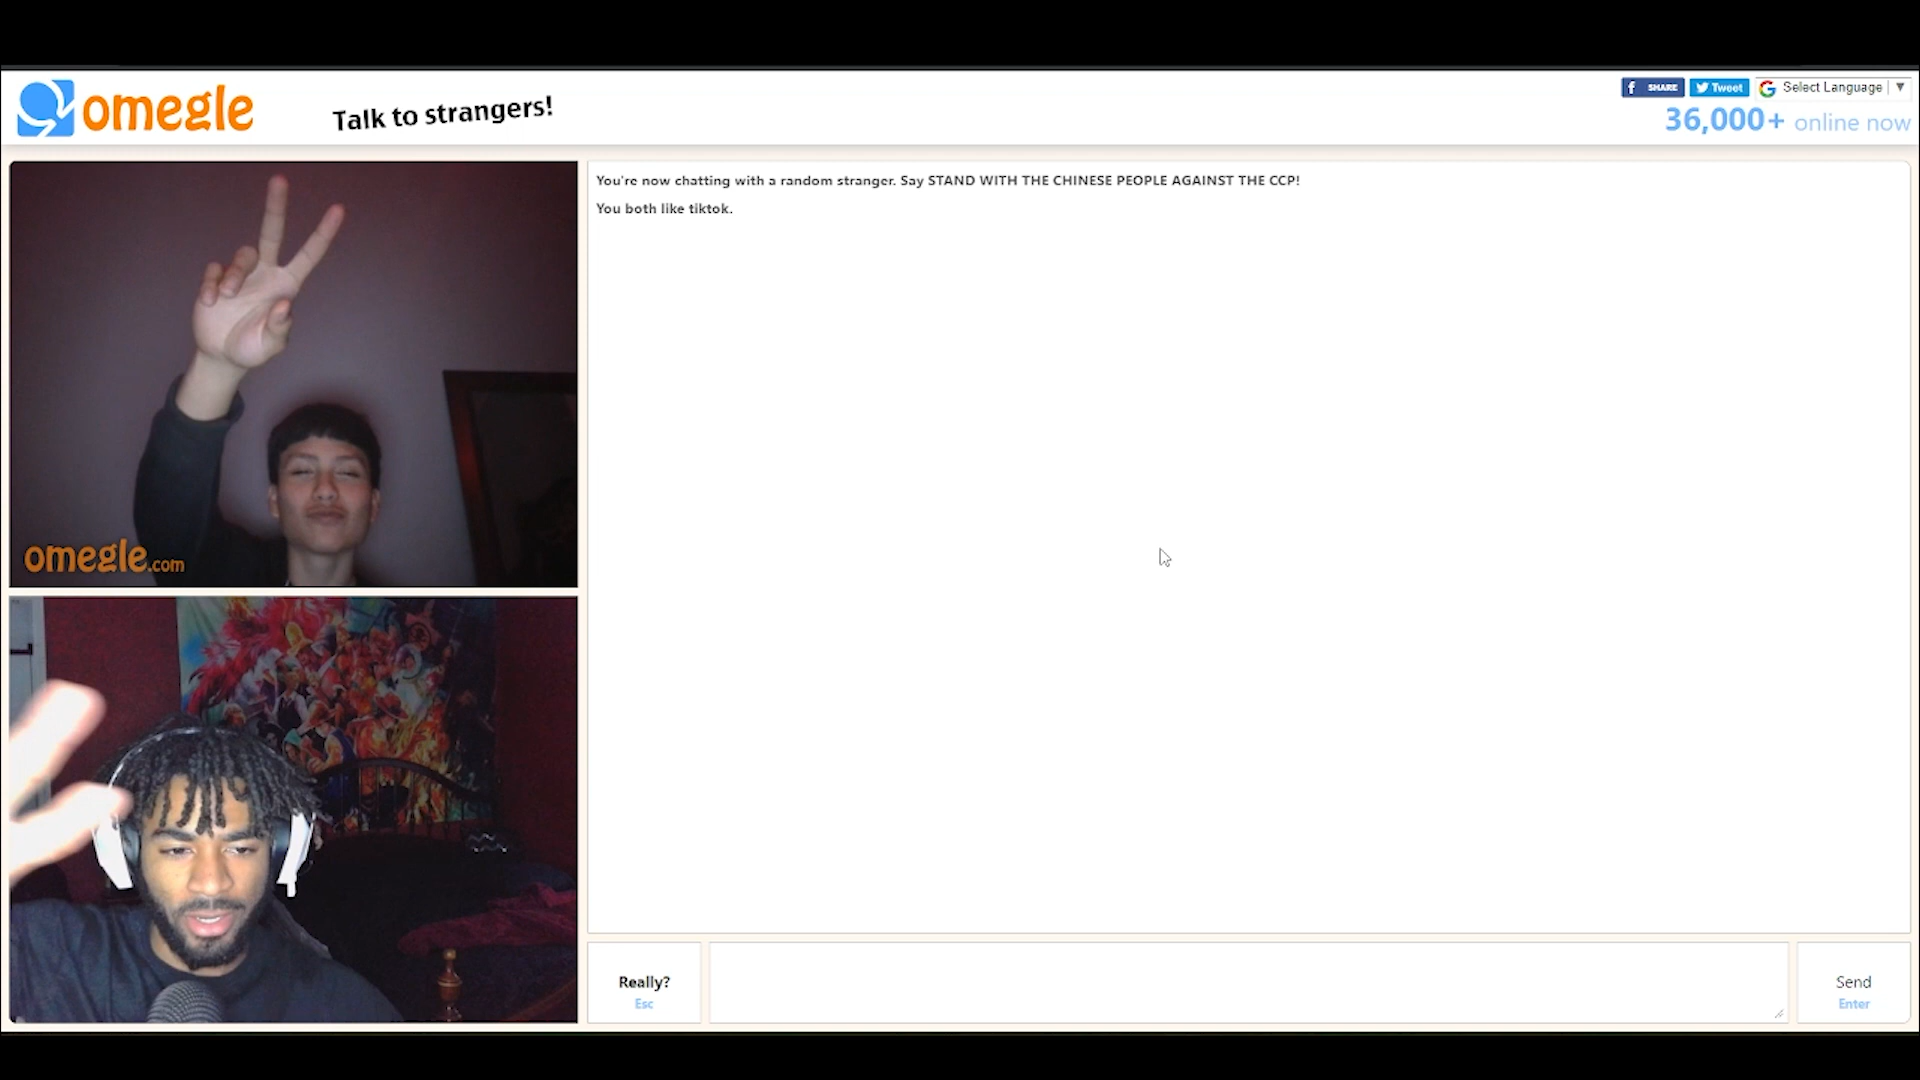 omegle
Talk to strangers!
SHARE
Tweet
Select Language
36,000+ online now
You're now chatting with a random stranger. Say STAND WITH THE CHINESE PEOPLE AGAINST THE CCP!
You both like tiktok.
omegle.com
Really?
Esc
Send
Enter